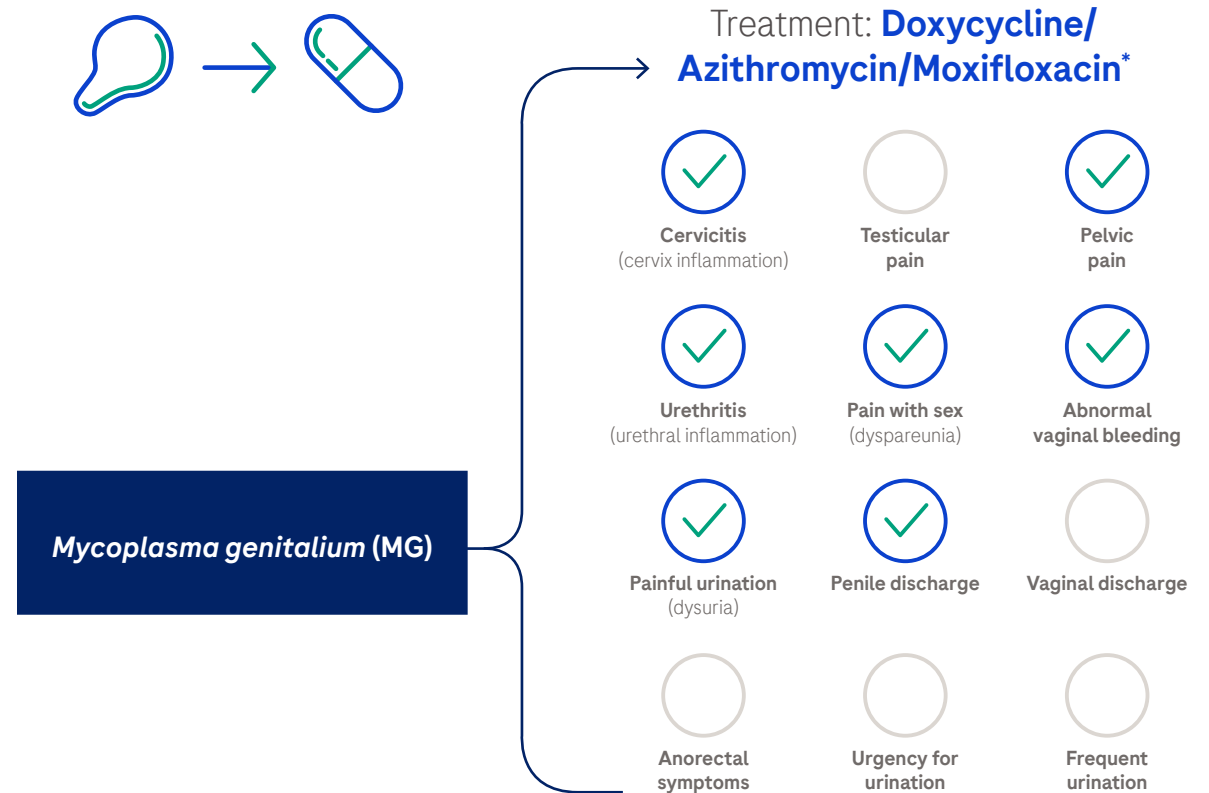 Treatment: Doxycycline/
Azithromycin/Moxifloxacin*
Cervicitis
(cervix inflammation)
Testicular
pain
Pelvic
pain
Urethritis
(urethral inflammation)
Pain with sex
(dyspareunia)
Abnormal
vaginal bleeding
Mycoplasma genitalium (MG)
Painful urination
(dysuria)
Penile discharge
Vaginal discharge
Anorectal
symptoms
Urgency for
urination
Frequent
urination